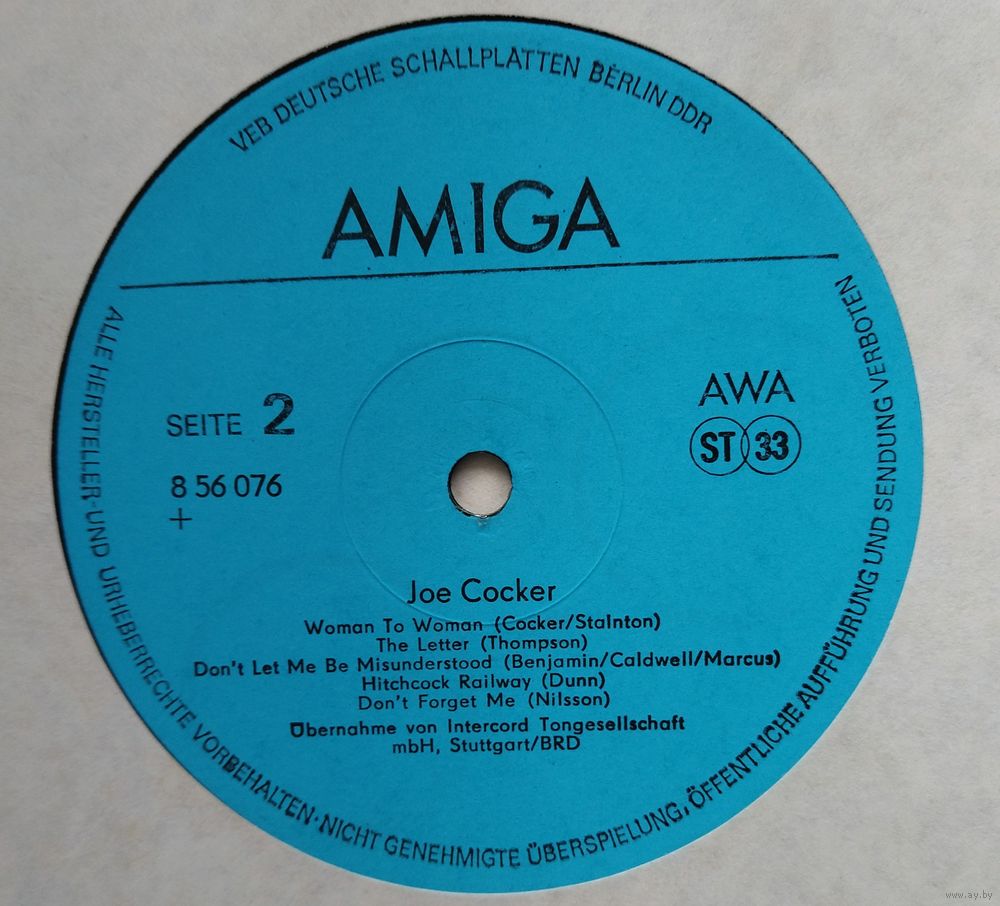 VEB DEUTSCHE SCHALLPLATTEN BERLIN DDR
AMIGA
SEITE 2
8 56 076
+
AWA
ST 33
Joe Cocker
Woman To Woman (Cocker/Stalnton)
The Letter (Thompson)
Don't Let Me Be Misunderstood (Benjamin/Caldwell/Marcus)
Hitchcock Railway (Dunn)
Don't Forget Me (Nilsson)
Übernahme von Intercord Tongesellschaft
mbH, Stuttgart/BRD
ALLE HERSTELLER- UND URHEBERRECHTE VORBEHALTEN · NICHT GENEHMIGTE ÜBERSPIELUNG, ÖFFENTLICHE AUFFÜHRUNG UND SENDUNG VERBOTEN
www.ay.by